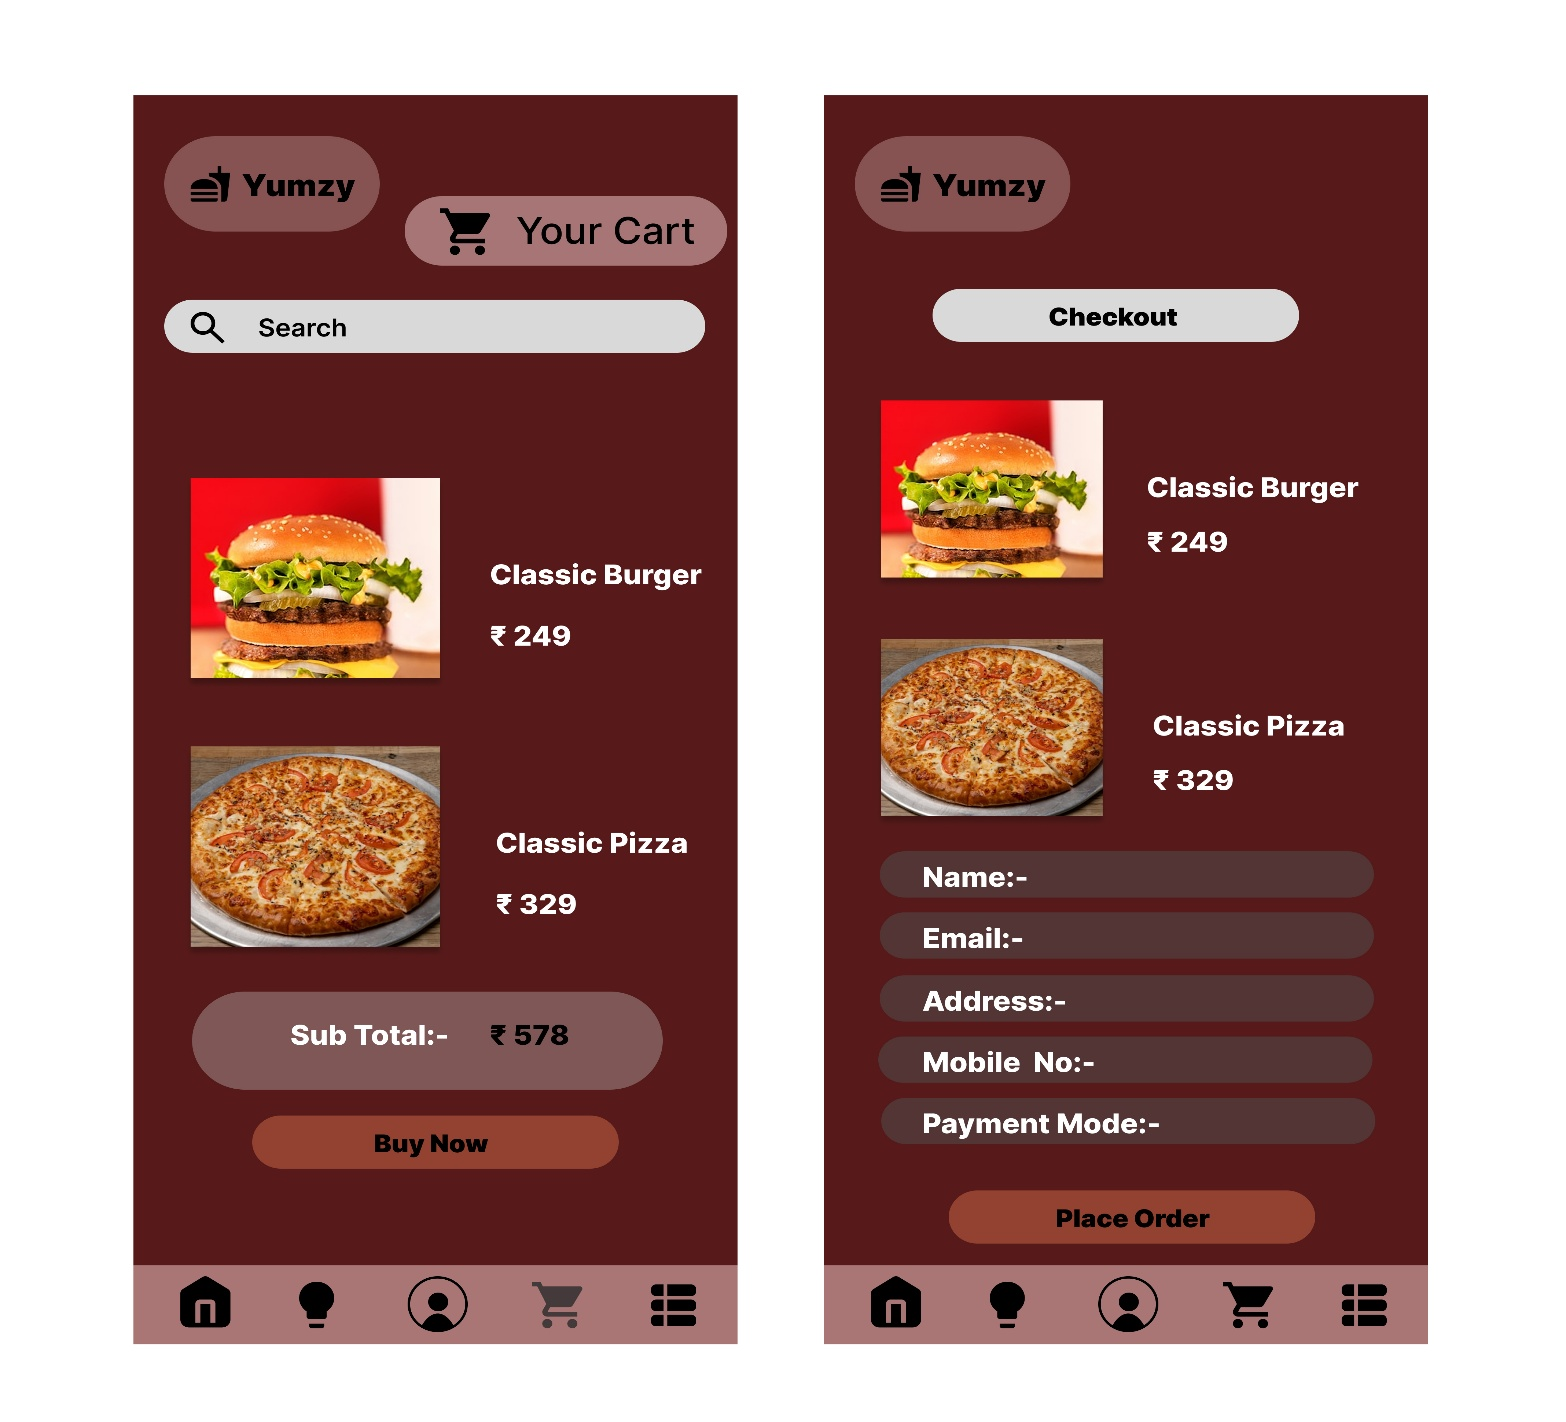 Yumzy
Your Cart
Search
Classic Burger
₹ 249
Classic Pizza
₹ 329
Sub Total:- ₹ 578
Buy Now
Yumzy
Checkout
Classic Burger
₹ 249
Classic Pizza
₹ 329
Name:-
Email:-
Address:-
Mobile No:-
Payment Mode:-
Place Order